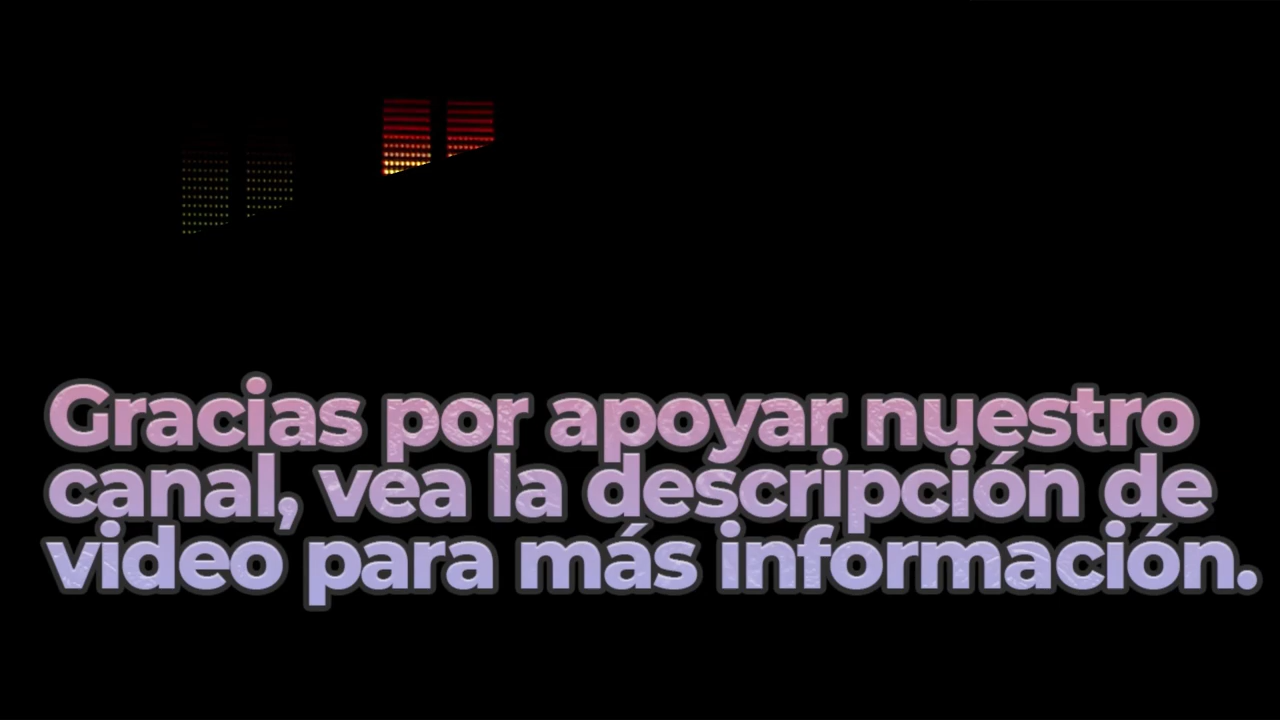 Gracias por apoyar nuestro
canal, vea la descripción de
video para más información.